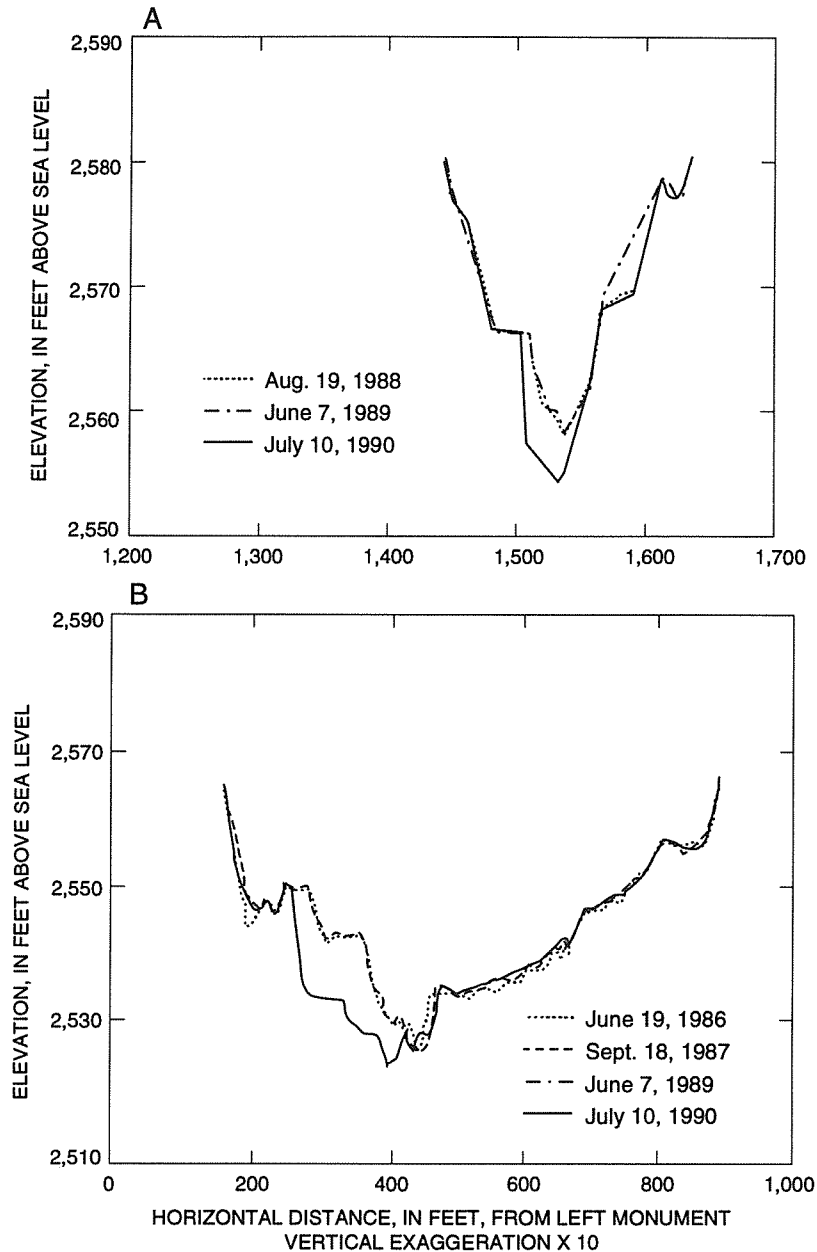 A
2,590
2,580
2,570
2,560
2,550
ELEVATION, IN FEET ABOVE SEA LEVEL
Aug. 19, 1988
June 7, 1989
July 10, 1990
1,200 1,300 1,400 1,500 1,600 1,700
B
2,590
2,570
2,550
2,530
2,510
ELEVATION, IN FEET ABOVE SEA LEVEL
June 19, 1986
Sept. 18, 1987
June 7, 1989
July 10, 1990
0 200 400 600 800 1,000
HORIZONTAL DISTANCE, IN FEET, FROM LEFT MONUMENT
VERTICAL EXAGGERATION X 10